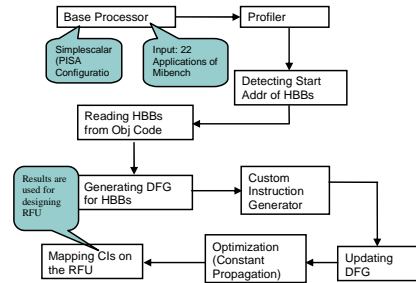 Base Processor
Profiler
Simplescalar
(PISA
Configuratio
Input: 22
Applications of
Mibench
Detecting Start
Addr of HBBs
Reading HBBs
from Obj Code
Results are
used for
designing
RFU
Generating DFG
for HBBs
Custom
Instruction
Generator
Mapping CIs on
the RFU
Optimization
(Constant
Propagation)
Updating
DFG